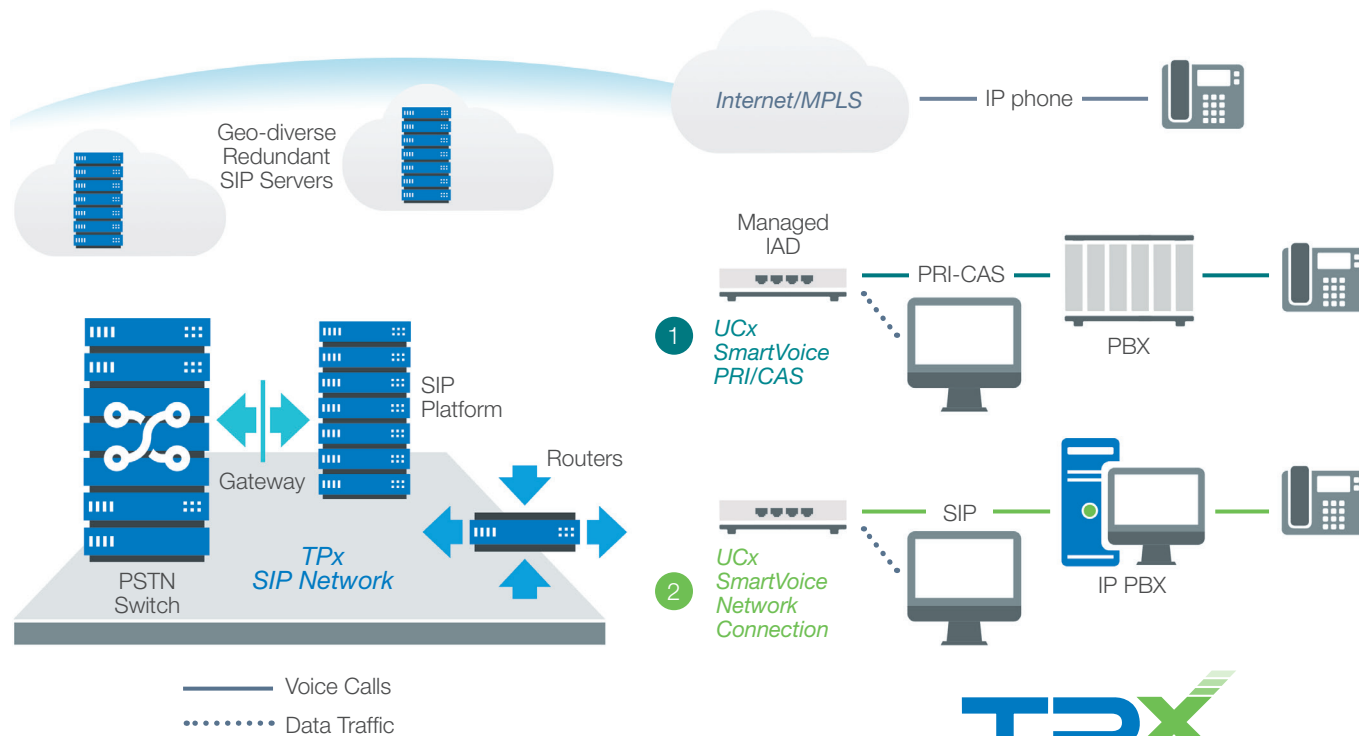 Internet/MPLS
IP phone
Geo-diverse
Redundant
SIP Servers
Managed
IAD
PRI-CAS
PBX
1
UCx
SmartVoice
PRI/CAS
SIP
Platform
Gateway
Routers
TPx
SIP Network
PSTN
Switch
SIP
IP PBX
2
UCx
SmartVoice
Network
Connection
Voice Calls
Data Traffic
TPx